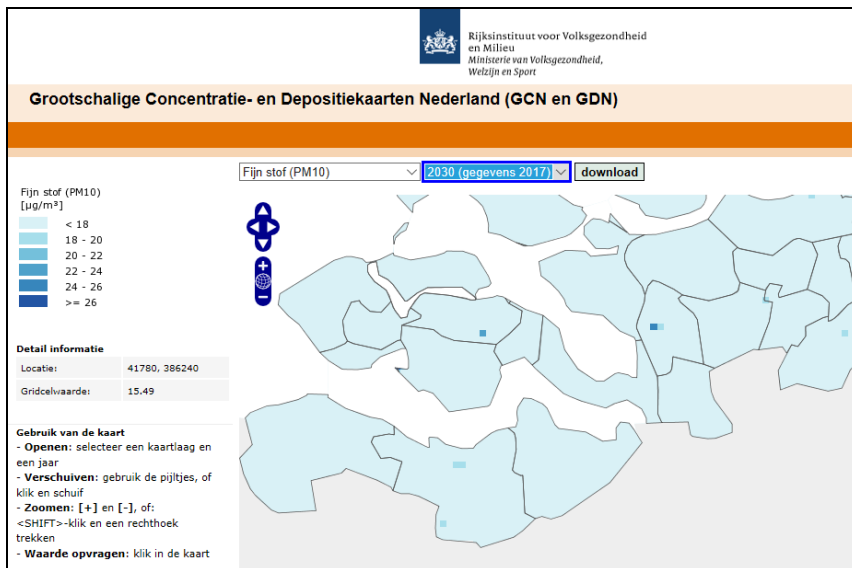 Rijksinstituut voor Volksgezondheid
en Milieu
Ministerie van Volksgezondheid,
Welzijn en Sport
Grootschalige Concentratie- en Depositiekaarten Nederland (GCN en GDN)
Fijn stof (PM10) 2030 (gegevens 2017) download
Fijn stof (PM10)
[µg/m³]
< 18
18 - 20
20 - 22
22 - 24
24 - 26
>= 26
Detail informatie
Locatie: 41780, 386240
Gridcelwaarde: 15.49
Gebruik van de kaart
- Openen: selecteer een kaartlaag en
een jaar
- Verschuiven: gebruik de pijltjes, of
klik en schuif
- Zoomen: [+] en [-], of:
<SHIFT>-klik en een rechthoek
trekken
- Waarde opvragen: klik in de kaart